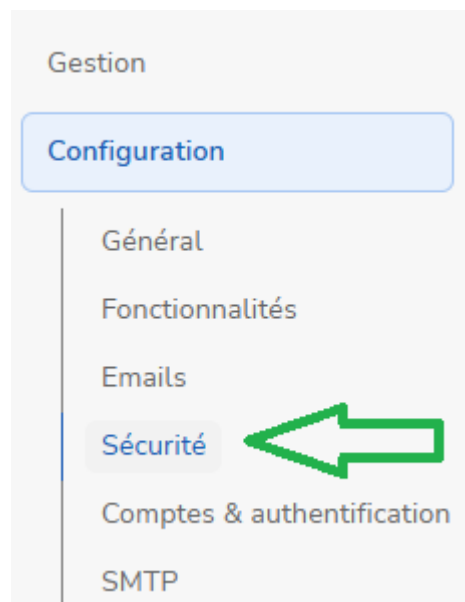 Gestion
Configuration
Général
Fonctionnalités
Emails
Sécurité
Comptes & authentification
SMTP